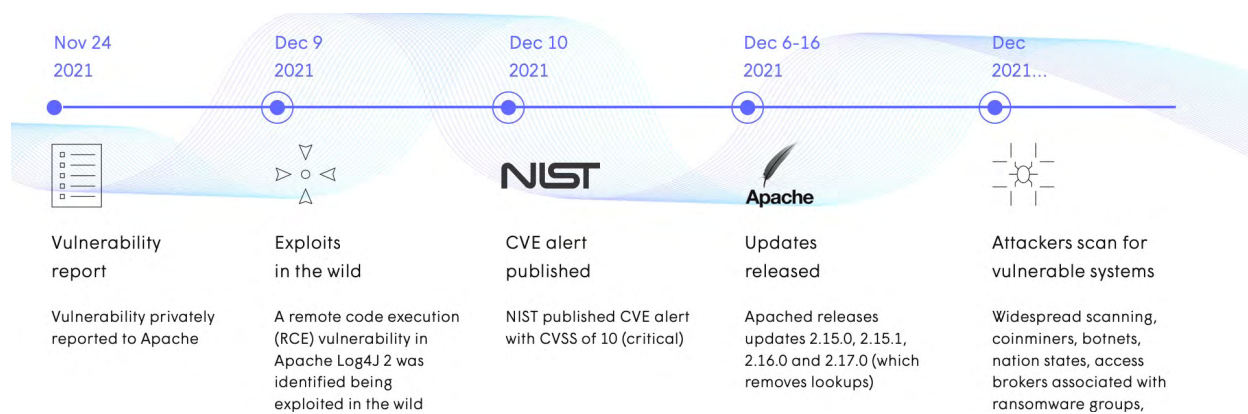 Nov 24
2021
Dec 9
2021
Dec 10
2021
Dec 6-16
2021
Dec
2021...
NIST
Apache
Vulnerability
report
Vulnerability privately
reported to Apache
Exploits
in the wild
A remote code execution
(RCE) vulnerability in
Apache Log4J 2 was
identified being
exploited in the wild
CVE alert
published
NIST published CVE alert
with CVSS of 10 (critical)
Updates
released
Apached releases
updates 2.15.0, 2.15.1,
2.16.0 and 2.17.0 (which
removes lookups)
Attackers scan for
vulnerable systems
Widespread scanning,
coinminers, botnets,
nation states, access
brokers associated with
ransomware groups,